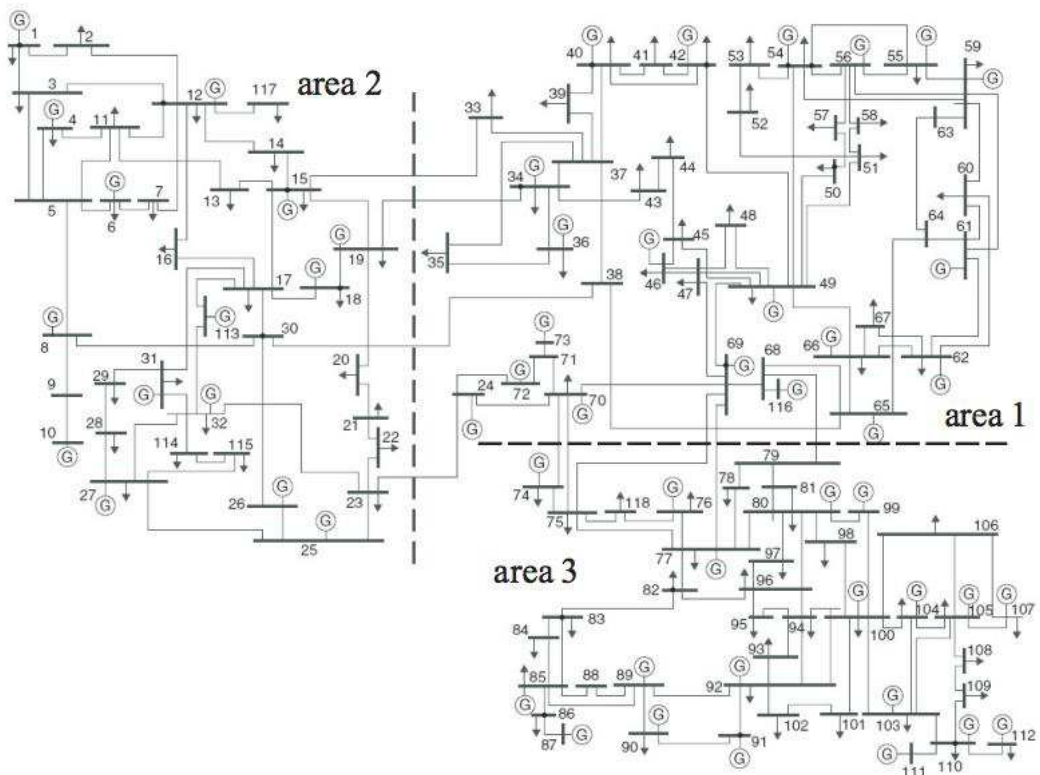 G G G G G
1 2 40 41 42 53 54 56 55 59
area 2
3 G 12 G 117 39 G
4 11 33 57 58 63
14 52 51
G 15 37 44 50 60
5 6 7 13 G 34 G 43 64 61
G 48
16 G 19 36 G 45 G
17 G 35 46 47 49
G 18 38 G
113 G 30 67
8 G 73 69 68 66 G 62
31 20 71 G G
29 G G G 72
9 G 32 24 70 116 G 65
28 21 G G G area 1
10 114 115 22 79
G G 78 81
27 G 26 G 23 74 118 G 76 80 G 99
25 75 98 106
77 97
area 3 G 96 G
82 G G G
83 95 94 100 104 105 107
84 93
G G 108
85 88 89 92 G
G 109
86 G 102 101 103 G G
87 G 90 91 G 112
G 111 110